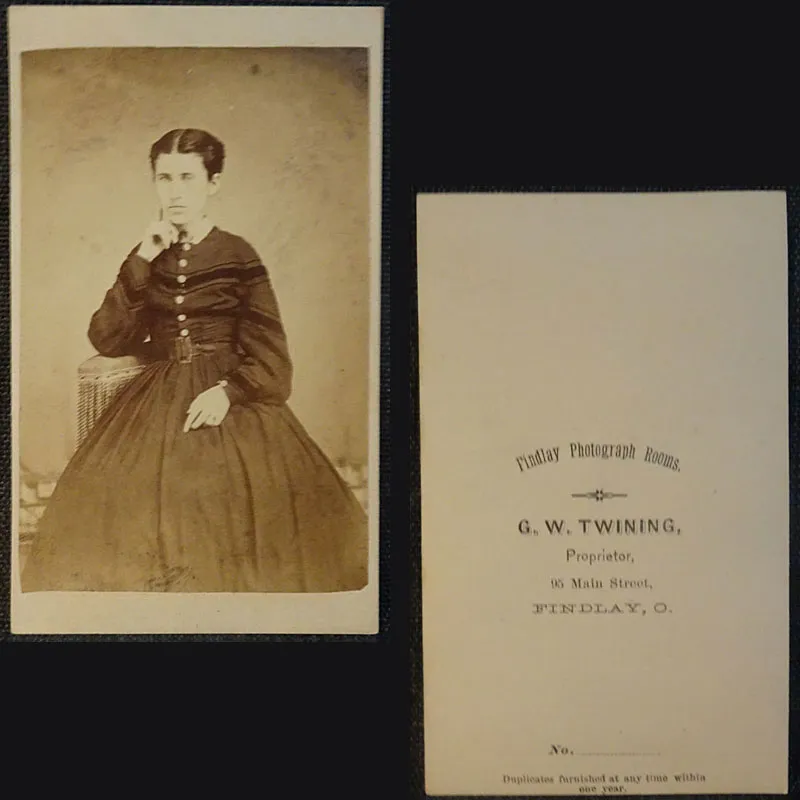 Findlay Photograph Rooms.
G. W. TWINING,
Proprietor,
95 Main Street,
FINDLAY, O.
No.
Duplicates furnished at any time within
one year.